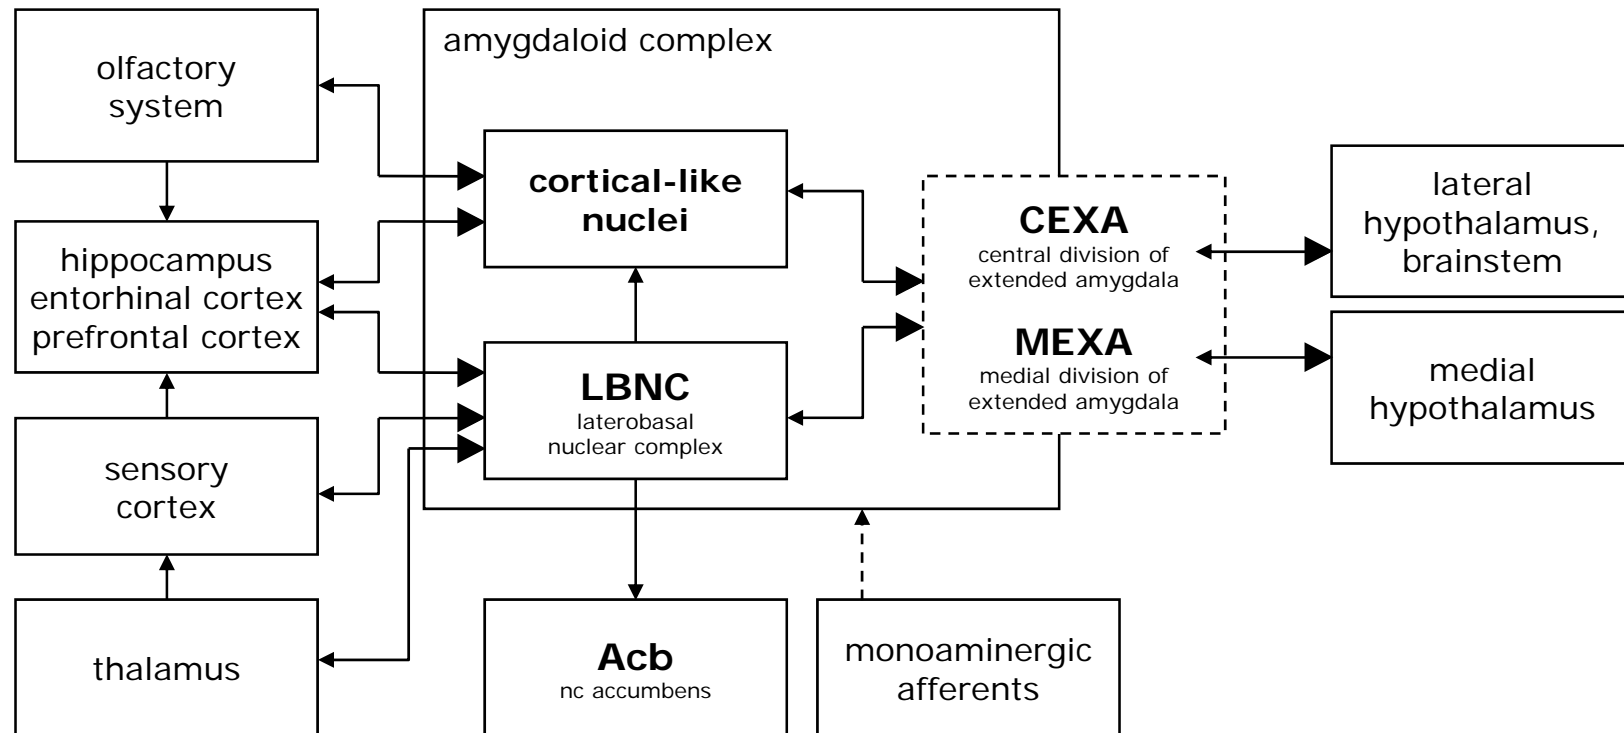 olfactory
system
hippocampus
entorhinal cortex
prefrontal cortex
sensory
cortex
thalamus
amygdaloid complex
cortical-like
nuclei
LBNC
laterobasal
nuclear complex
Acb
nc accumbens
monoaminergic
afferents
CEXA
central division of
extended amygdala
MEXA
medial division of
extended amygdala
lateral
hypothalamus,
brainstem
medial
hypothalamus